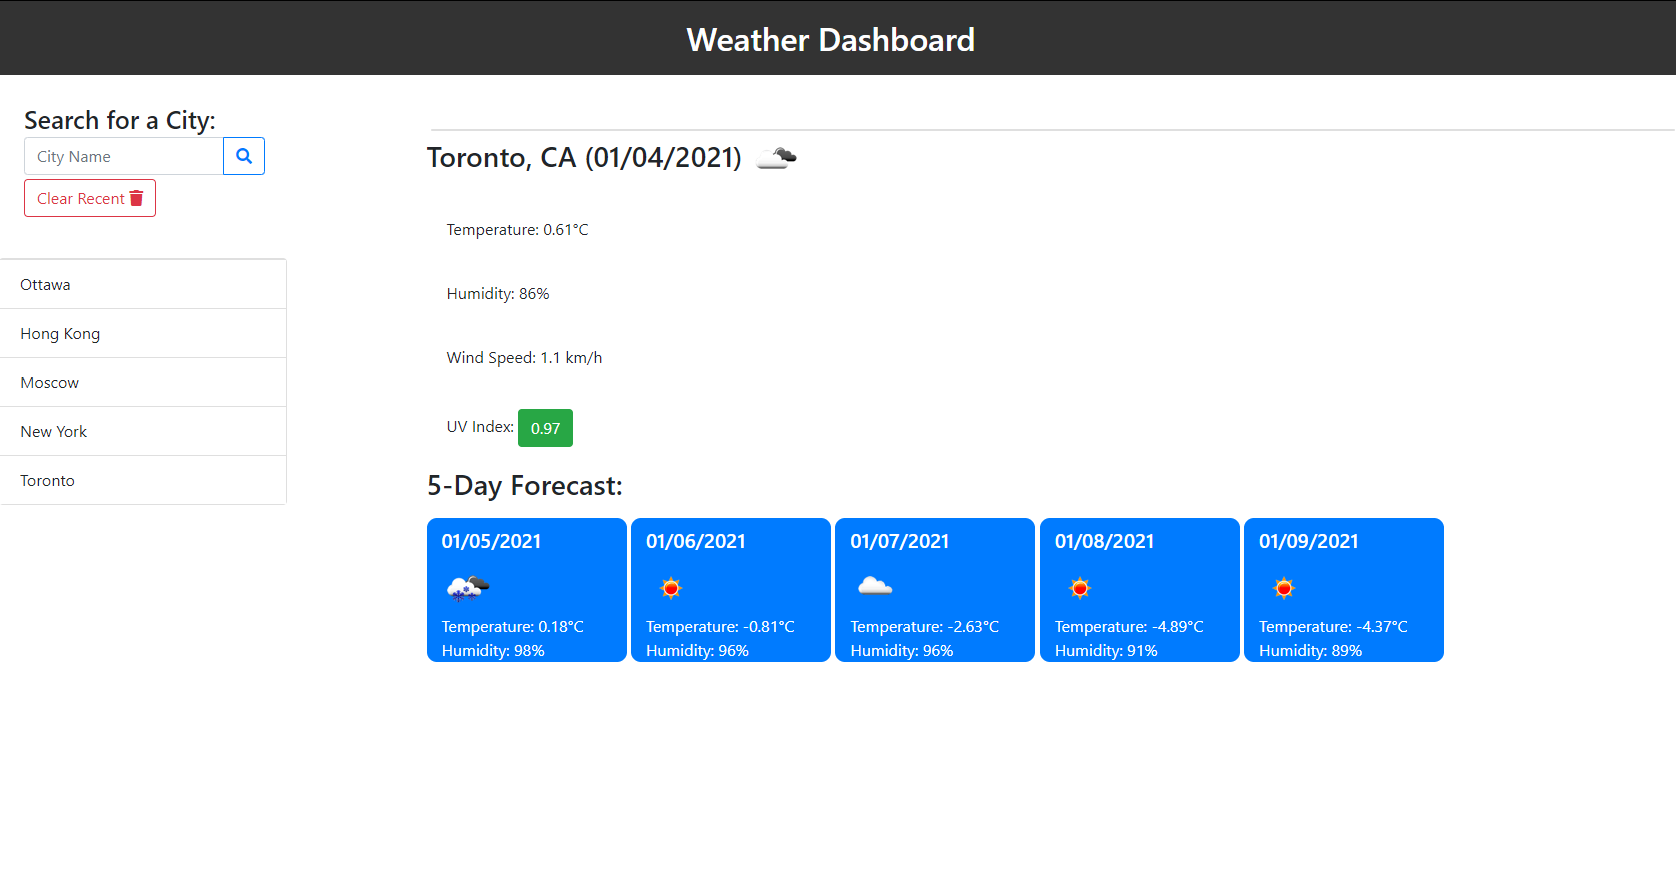 Weather Dashboard
Search for a City:
City Name
Clear Recent
Ottawa
Hong Kong
Moscow
New York
Toronto
Toronto, CA (01/04/2021)
Temperature: 0.61°C
Humidity: 86%
Wind Speed: 1.1 km/h
UV Index: 0.97
5-Day Forecast:
01/05/2021
Temperature: 0.18°C
Humidity: 98%
01/06/2021
Temperature: -0.81°C
Humidity: 96%
01/07/2021
Temperature: -2.63°C
Humidity: 96%
01/08/2021
Temperature: -4.89°C
Humidity: 91%
01/09/2021
Temperature: -4.37°C
Humidity: 89%